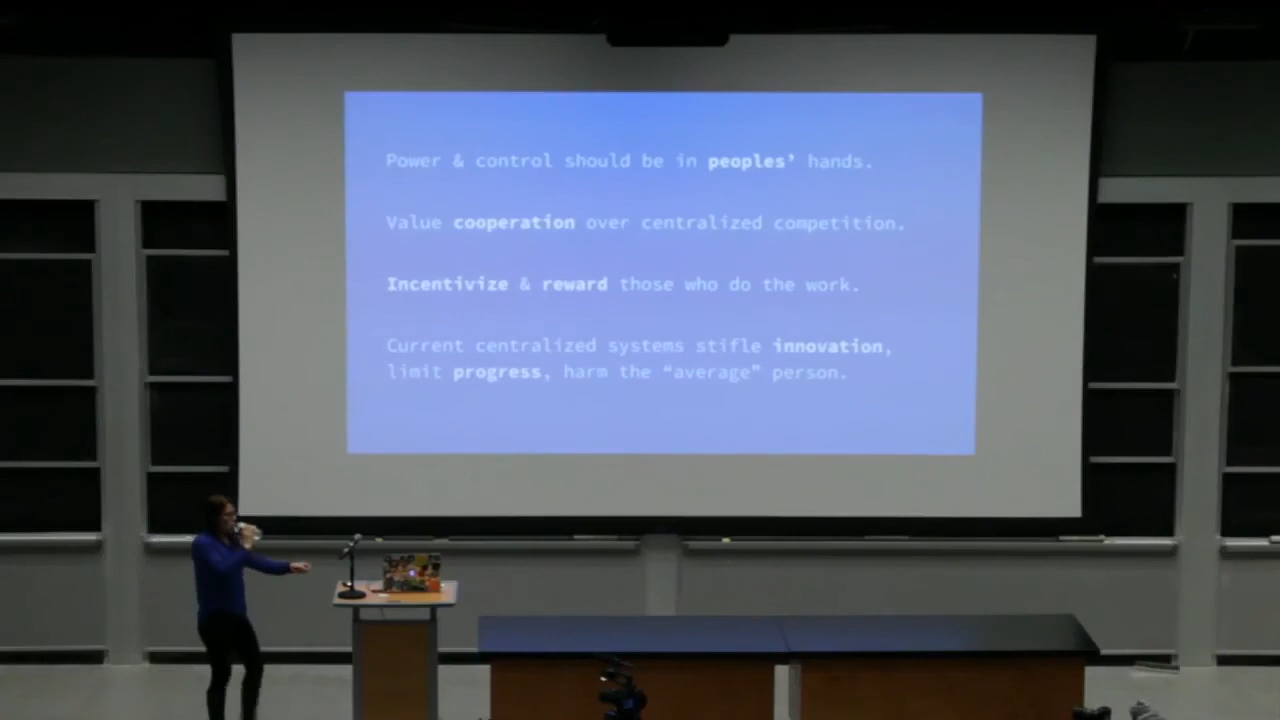 Power & control should be in peoples’ hands.
Value cooperation over centralized competition.
Incentivize & reward those who do the work.
Current centralized systems stifle innovation,
limit progress, harm the “average” person.